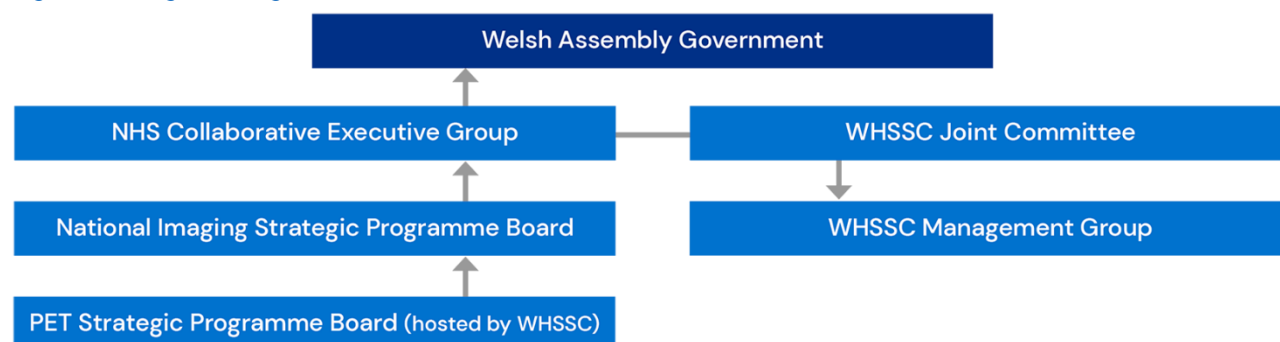 Welsh Assembly Government
NHS Collaborative Executive Group
WHSSC Joint Committee
National Imaging Strategic Programme Board
WHSSC Management Group
PET Strategic Programme Board (hosted by WHSSC)